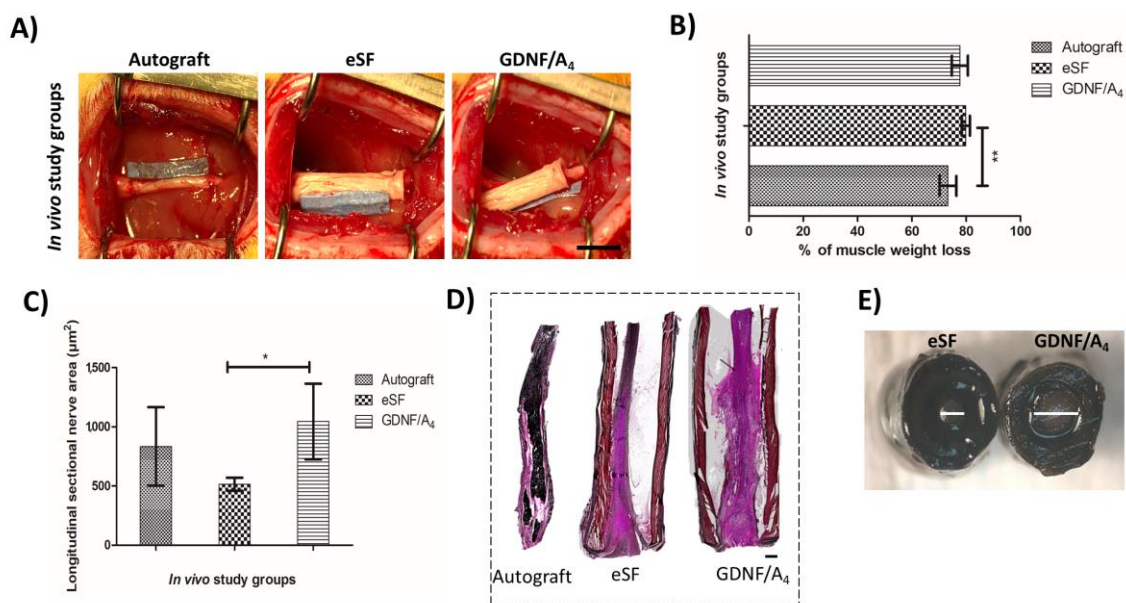 A)
Autograft
eSF
GDNF/A4
In vivo study groups
B)
In vivo study groups
0
20
40
60
80
100
% of muscle weight loss
**
Autograft
eSF
GDNF/A4
C)
Longitudinal sectional nerve area (µm²)
1,500
1000
500
0
In vivo study groups
*
Autograft
eSF
GDNF/A4
D)
Autograft
eSF
GDNF/A4
E)
eSF
GDNF/A4